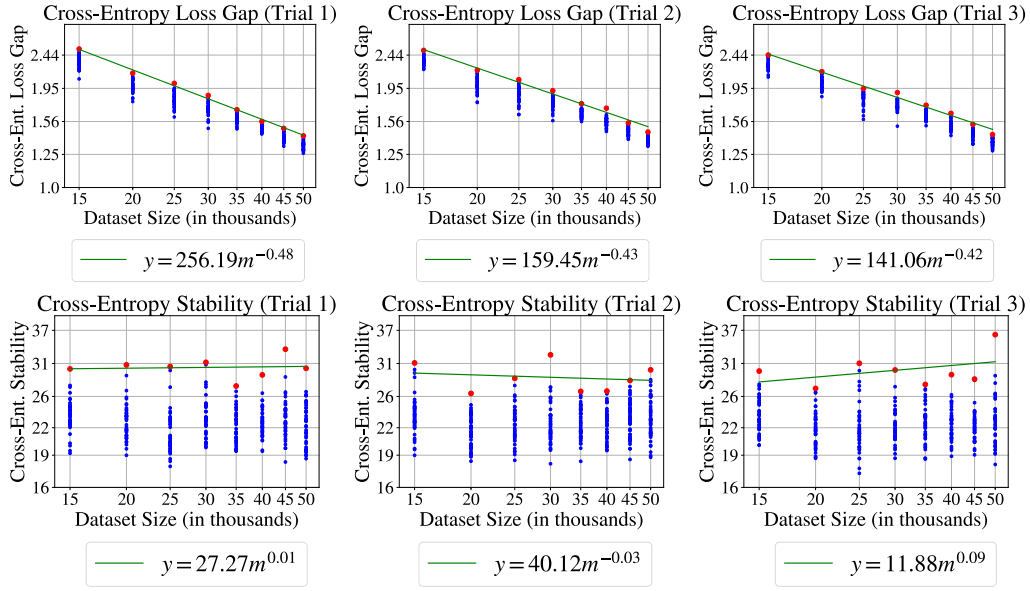 Cross-Entropy Loss Gap (Trial 1)
Cross-Ent. Loss Gap
2.44
1.95
1.56
1.25
1.0
15 20 25 30 35 40 45 50
Dataset Size (in thousands)
y = 256.19m^{-0.48}
Cross-Entropy Loss Gap (Trial 2)
Cross-Ent. Loss Gap
2.44
1.95
1.56
1.25
1.0
15 20 25 30 35 40 45 50
Dataset Size (in thousands)
y = 159.45m^{-0.43}
Cross-Entropy Loss Gap (Trial 3)
Cross-Ent. Loss Gap
2.44
1.95
1.56
1.25
1.0
15 20 25 30 35 40 45 50
Dataset Size (in thousands)
y = 141.06m^{-0.42}
Cross-Entropy Stability (Trial 1)
Cross-Ent. Stability
37
31
26
22
19
16
15 20 25 30 35 40 45 50
Dataset Size (in thousands)
y = 27.27m^{0.01}
Cross-Entropy Stability (Trial 2)
Cross-Ent. Stability
37
31
26
22
19
16
15 20 25 30 35 40 45 50
Dataset Size (in thousands)
y = 40.12m^{-0.03}
Cross-Entropy Stability (Trial 3)
Cross-Ent. Stability
37
31
26
22
19
16
15 20 25 30 35 40 45 50
Dataset Size (in thousands)
y = 11.88m^{0.09}